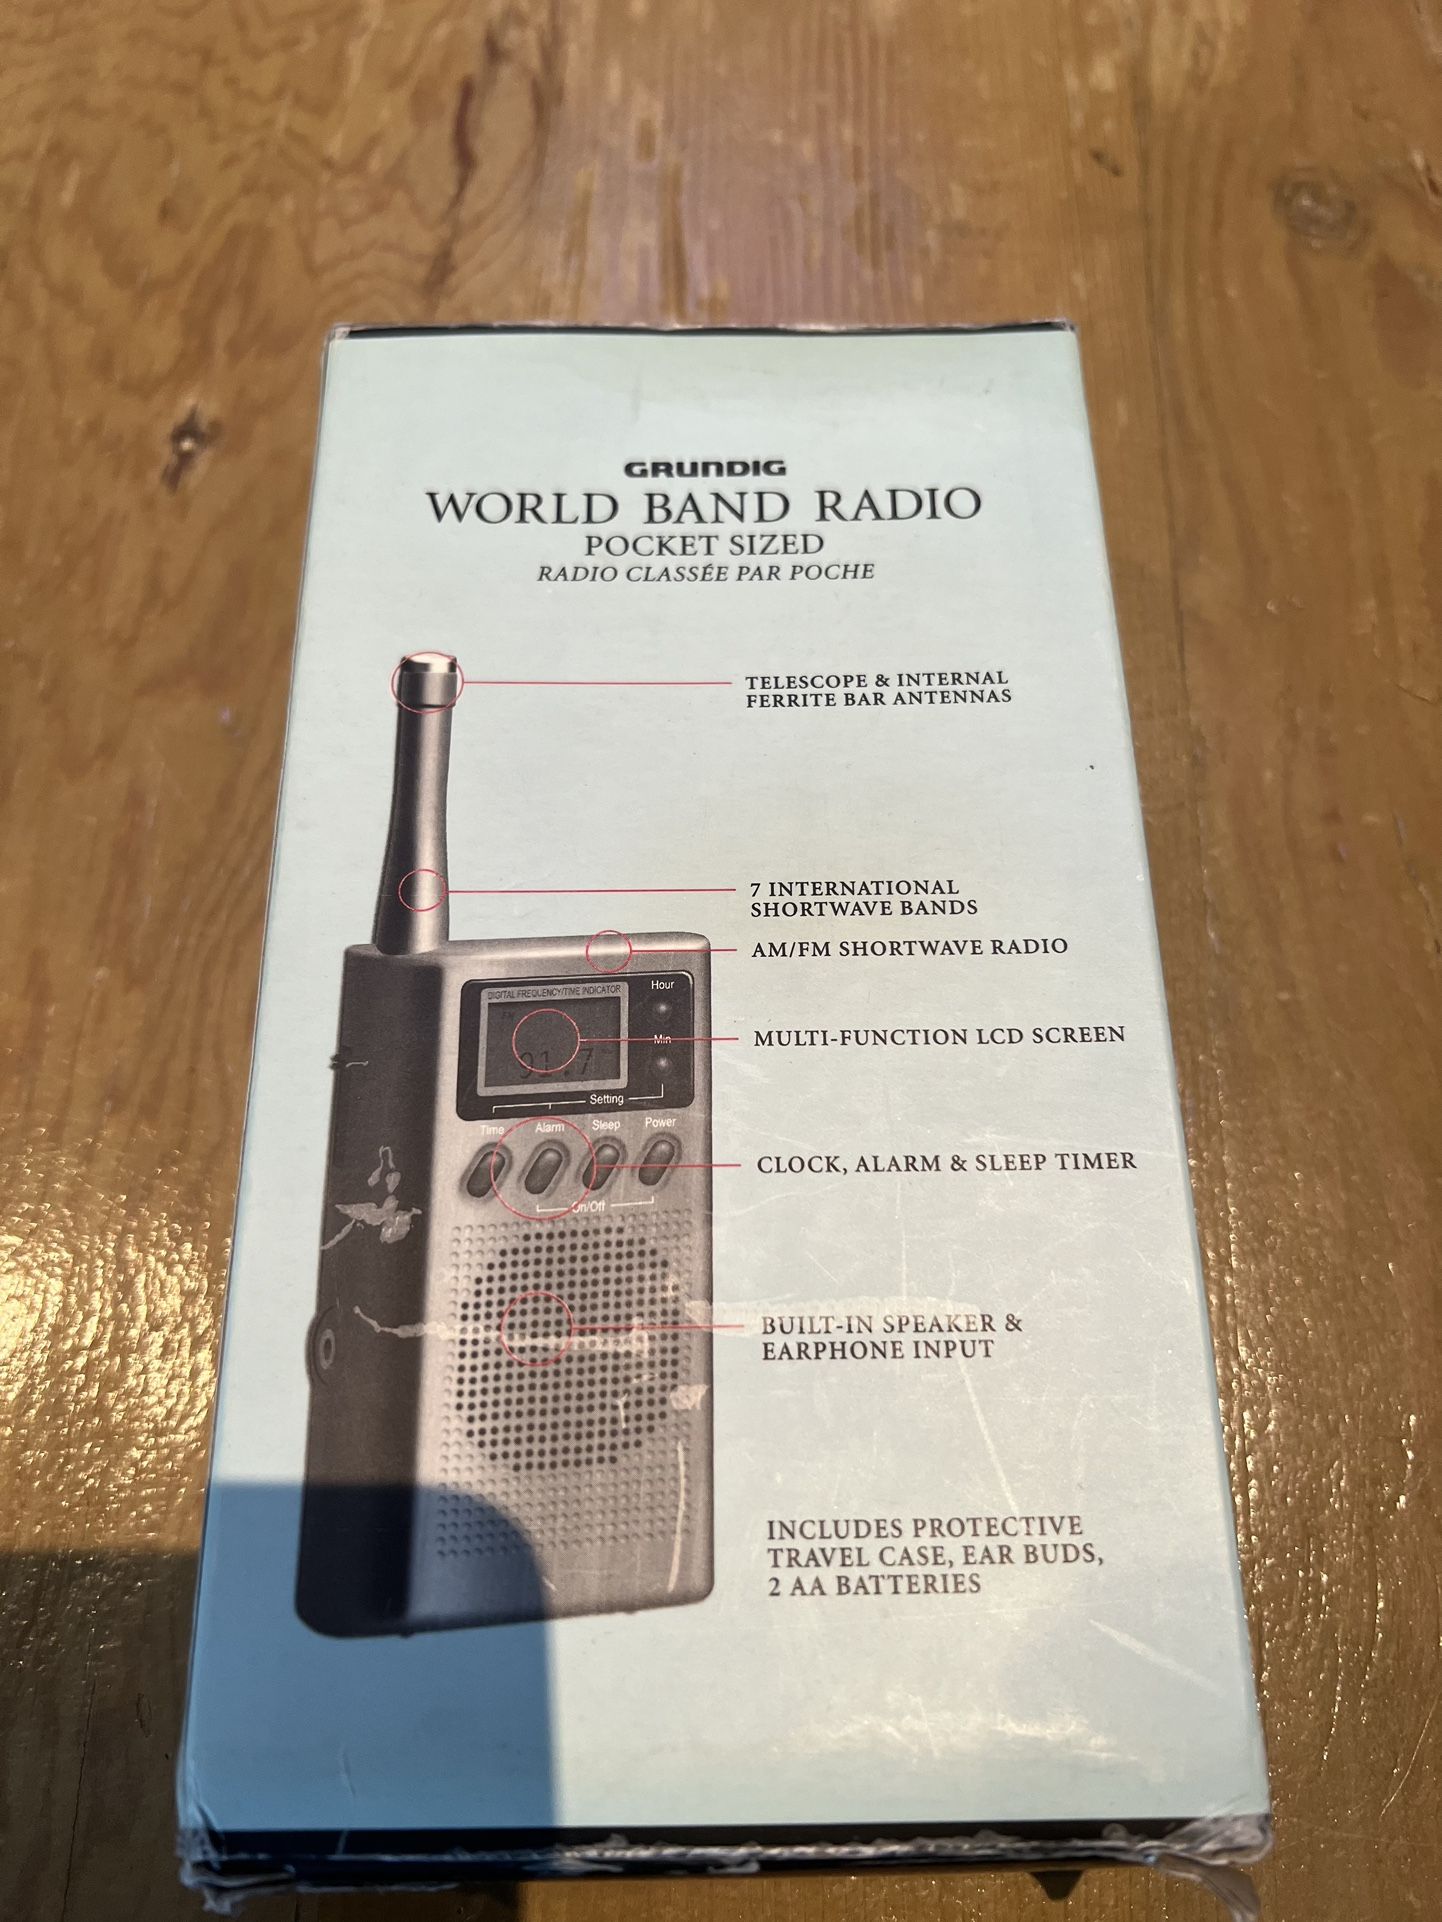 GRUNDIG
WORLD BAND RADIO
POCKET SIZED
RADIO CLASSÉE PAR POCHE
TELESCOPE & INTERNAL
FERRITE BAR ANTENNAS
7 INTERNATIONAL
SHORTWAVE BANDS
AM/FM SHORTWAVE RADIO
DIGITAL FREQUENCY/TIME INDICATOR
Hour
FM
91.7
Min
MULTI-FUNCTION LCD SCREEN
Setting
Time Alarm Sleep Power
CLOCK, ALARM & SLEEP TIMER
On/Off
BUILT-IN SPEAKER &
EARPHONE INPUT
INCLUDES PROTECTIVE
TRAVEL CASE, EAR BUDS,
2 AA BATTERIES